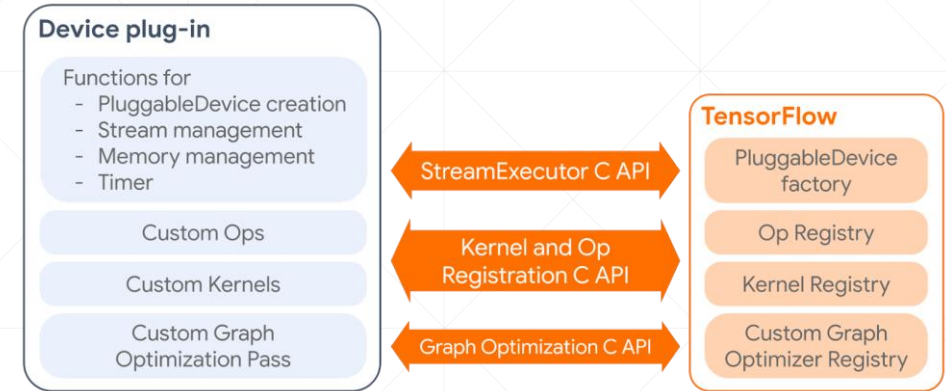 Device plug-in
Functions for
- PluggableDevice creation
- Stream management
- Memory management
- Timer
Custom Ops
Custom Kernels
Custom Graph
Optimization Pass
StreamExecutor C API
Kernel and Op
Registration C API
Graph Optimization C API
TensorFlow
PluggableDevice
factory
Op Registry
Kernel Registry
Custom Graph
Optimizer Registry